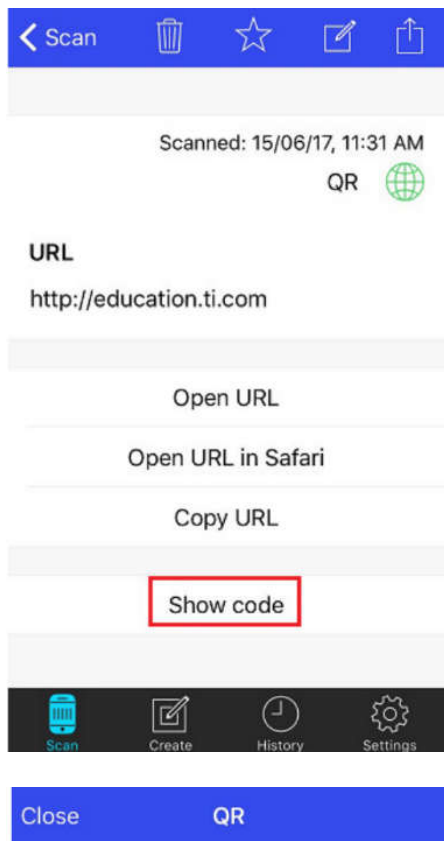 Scan
Scanned: 15/06/17, 11:31 AM
QR
URL
http://education.ti.com
Open URL
Open URL in Safari
Copy URL
Show code
Scan Create History Settings
Close QR